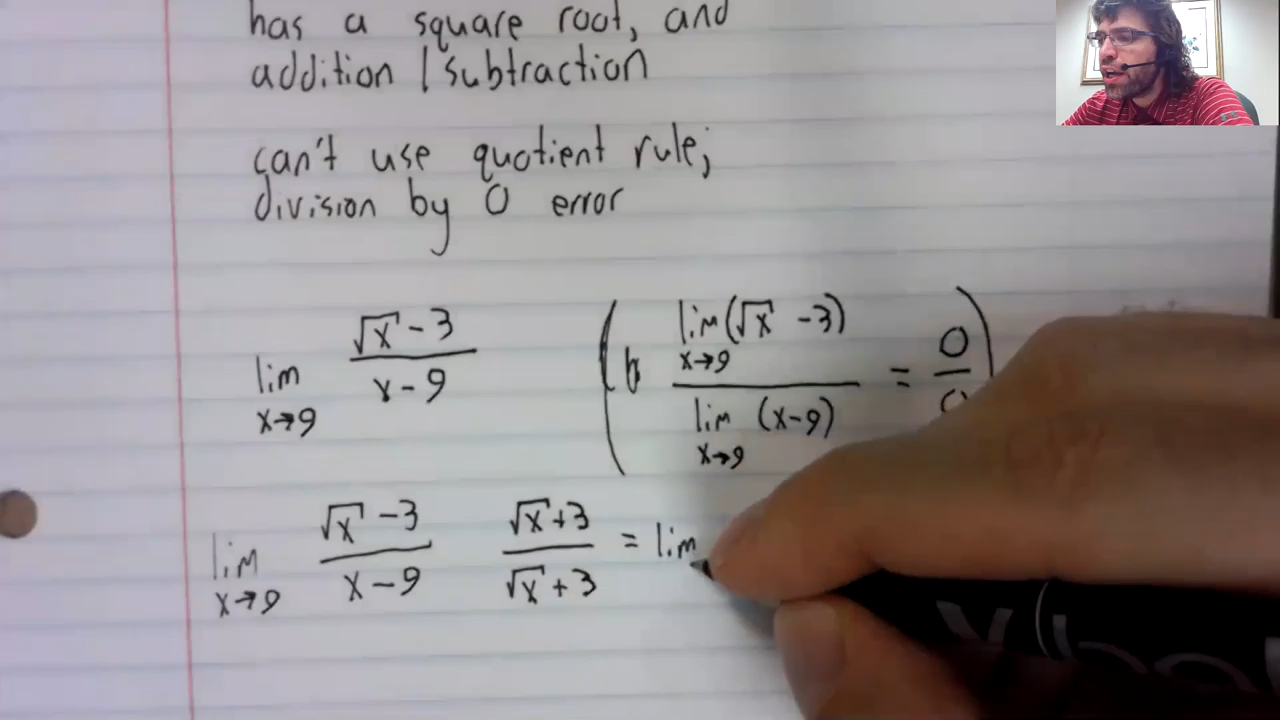 has a square root, and
addition / subtraction
can't use quotient rule;
division by 0 error
lim x→9 (√x - 3)/(x - 9)
( lim x→9 (√x - 3) / lim x→9 (x-9) = 0/0 )
lim x→9 (√x - 3)/(x - 9) (√x + 3)/(√x + 3) = lim